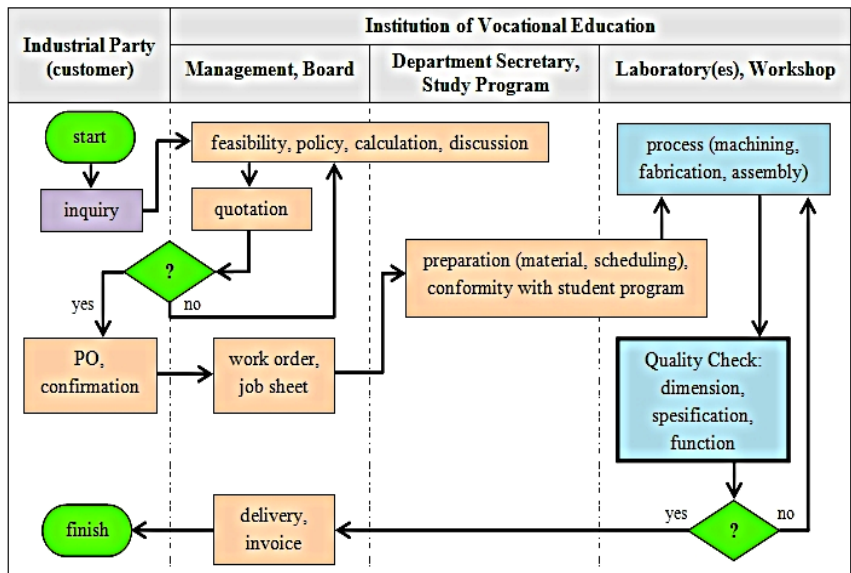 Institution of Vocational Education
Industrial Party
(customer)
Management, Board
Department Secretary,
Study Program
Laboratory(es), Workshop
start
feasibility, policy, calculation, discussion
process (machining,
fabrication, assembly)
inquiry
quotation
?
yes
no
preparation (material, scheduling),
conformity with student program
PO,
confirmation
work order,
job sheet
Quality Check:
dimension,
spesification,
function
finish
delivery,
invoice
yes
?
no